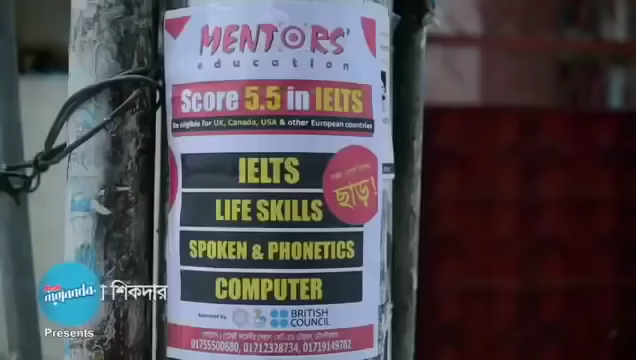 MENTORS'
education
Score 5.5 in IELTS
Be eligible for UK, Canada, USA & other European countries
IELTS
ছাড়!
LIFE SKILLS
SPOKEN & PHONETICS
COMPUTER
BRITISH
COUNCIL
01755500680, 01712328734, 01719149702
শিকদার
Presents